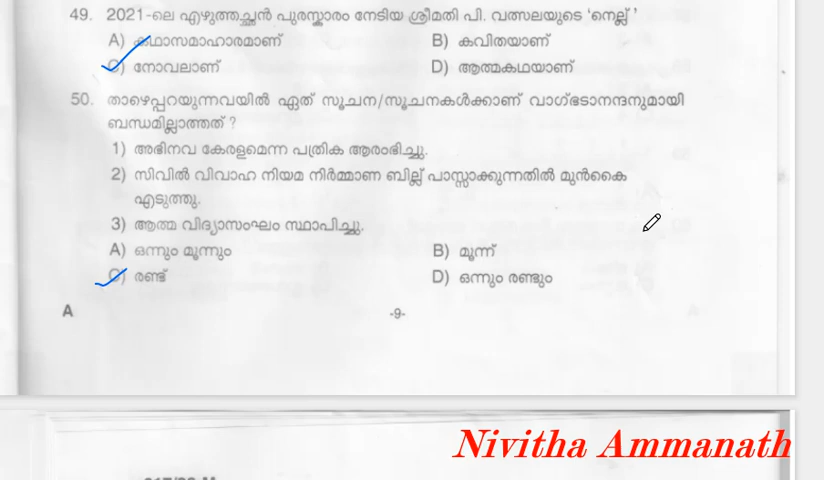 49. 2021-ലെ എഴുത്തച്ഛൻ പുരസ്കാരം നേടിയ ശ്രീമതി പി. വത്സലയുടെ ‘നെല്ല് ’
A) കഥാസമാഹാരമാണ് B) കവിതയാണ്
C) നോവലാണ് D) ആത്മകഥയാണ്
50. താഴെപ്പറയുന്നവയിൽ ഏത് സൂചന/സൂചനകൾക്കാണ് വാഗ്ഭടാനന്ദനുമായി
ബന്ധമില്ലാത്തത് ?
1) അഭിനവ കേരളമെന്ന പത്രിക ആരംഭിച്ചു.
2) സിവിൽ വിവാഹ നിയമ നിർമ്മാണ ബില്ല് പാസ്സാക്കുന്നതിൽ മുൻകൈ
എടുത്തു.
3) ആത്മ വിദ്യാസംഘം സ്ഥാപിച്ചു.
A) ഒന്നും മൂന്നും B) മൂന്ന്
C) രണ്ട് D) ഒന്നും രണ്ടും
A -9-
Nivitha Ammanath